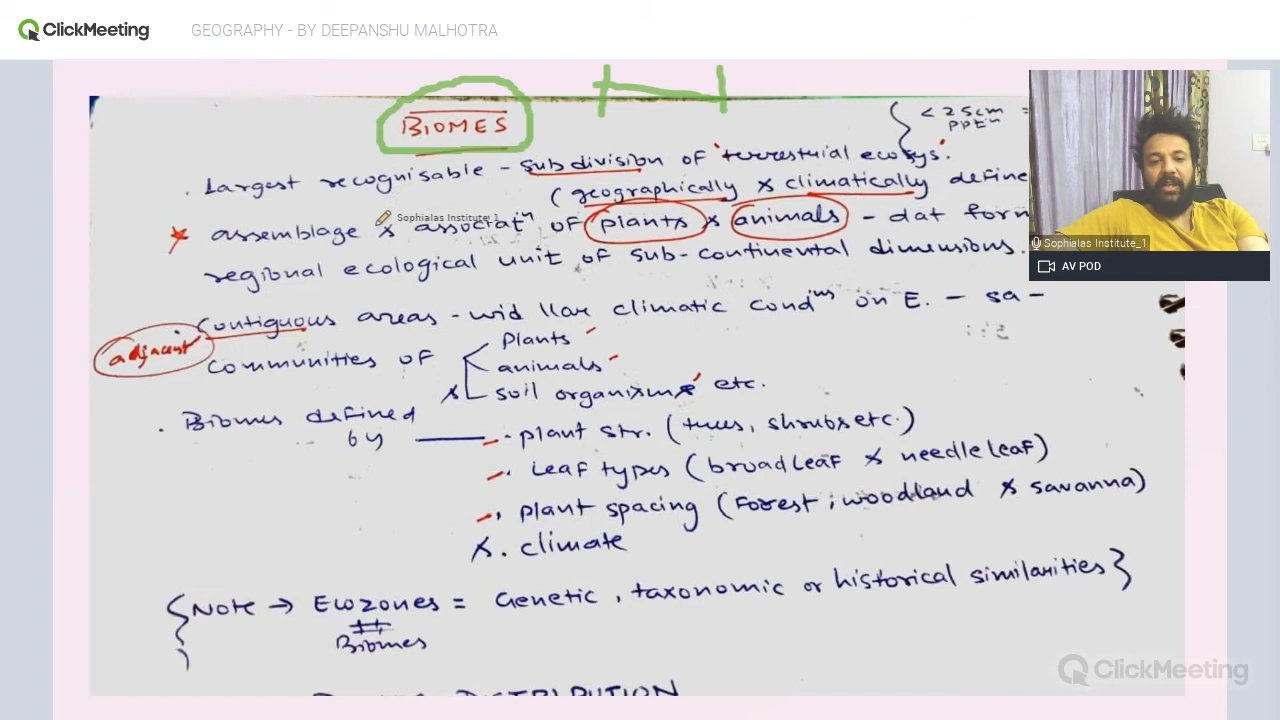 ClickMeeting
GEOGRAPHY - BY DEEPANSHU MALHOTRA
BIOMES
< 25cm =
pptn
. Largest recognisable - subdivision of 'terrestrial ecosys'.
(geographically & climatically define
Sophialas Institute_1
assemblage & associatn of plants & animals - dat form
regional ecological unit of sub-continental dimensions.
. Contiguous areas - wid llar climatic condns on E. - sa -
adjacent
communities of
plants
animals
& soil organisms etc.
. Biomes defined
by
. plant str. (trees, shrubs etc.)
. Leaf types (broadleaf & needleleaf)
. plant spacing (Forest, woodland & savanna)
&. climate
{Note → Ecozones = Genetic, taxonomic or historical similarities}
≠
Biomes
DISTRIBUTION
Sophialas Institute_1
AV POD
ClickMeeting